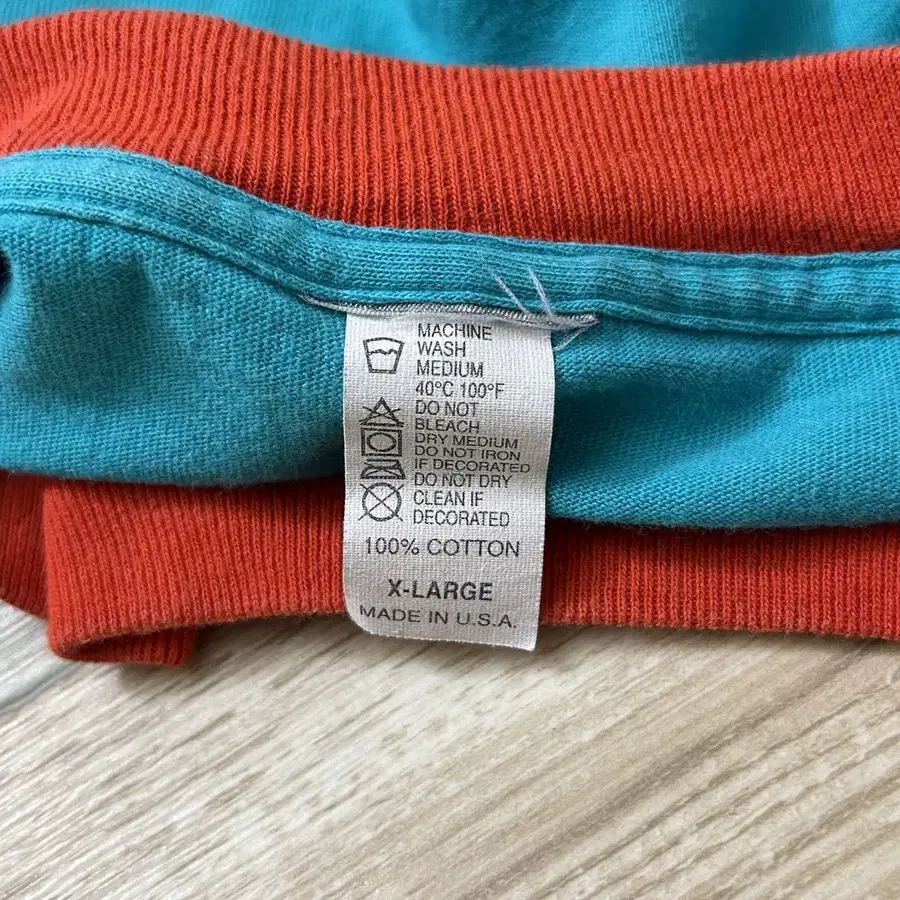 MACHINE
WASH
MEDIUM
40°C 100°F
DO NOT
BLEACH
DRY MEDIUM
DO NOT IRON
IF DECORATED
DO NOT DRY
CLEAN IF
DECORATED
100% COTTON
X-LARGE
MADE IN U.S.A.